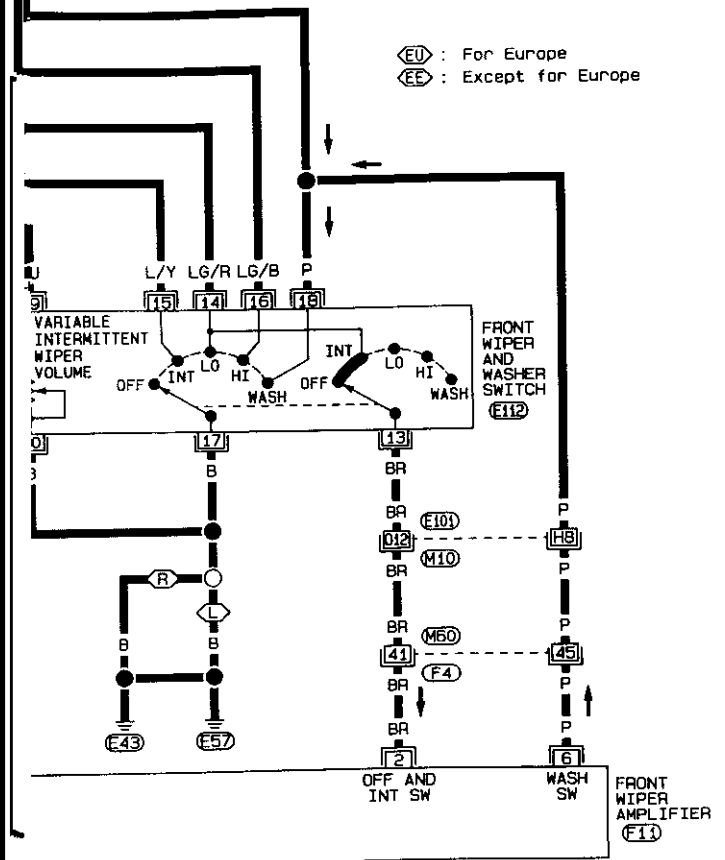 EU : For Europe
EE : Except for Europe
L/Y LG/R LG/B P
9 15 14 16 18
VARIABLE
INTERMITTENT
WIPER
VOLUME
OFF INT LO HI WASH
OFF INT LO HI WASH
FRONT
WIPER
AND
WASHER
SWITCH
E112
17 13
B BR
BR P
E101
D12 H8
M10
BR P
R
L
BR P
M60
B B
41 45
F4
BR P
E43 E57
BR P
2 6
OFF AND
INT SW
WASH
SW
FRONT
WIPER
AMPLIFIER
F11